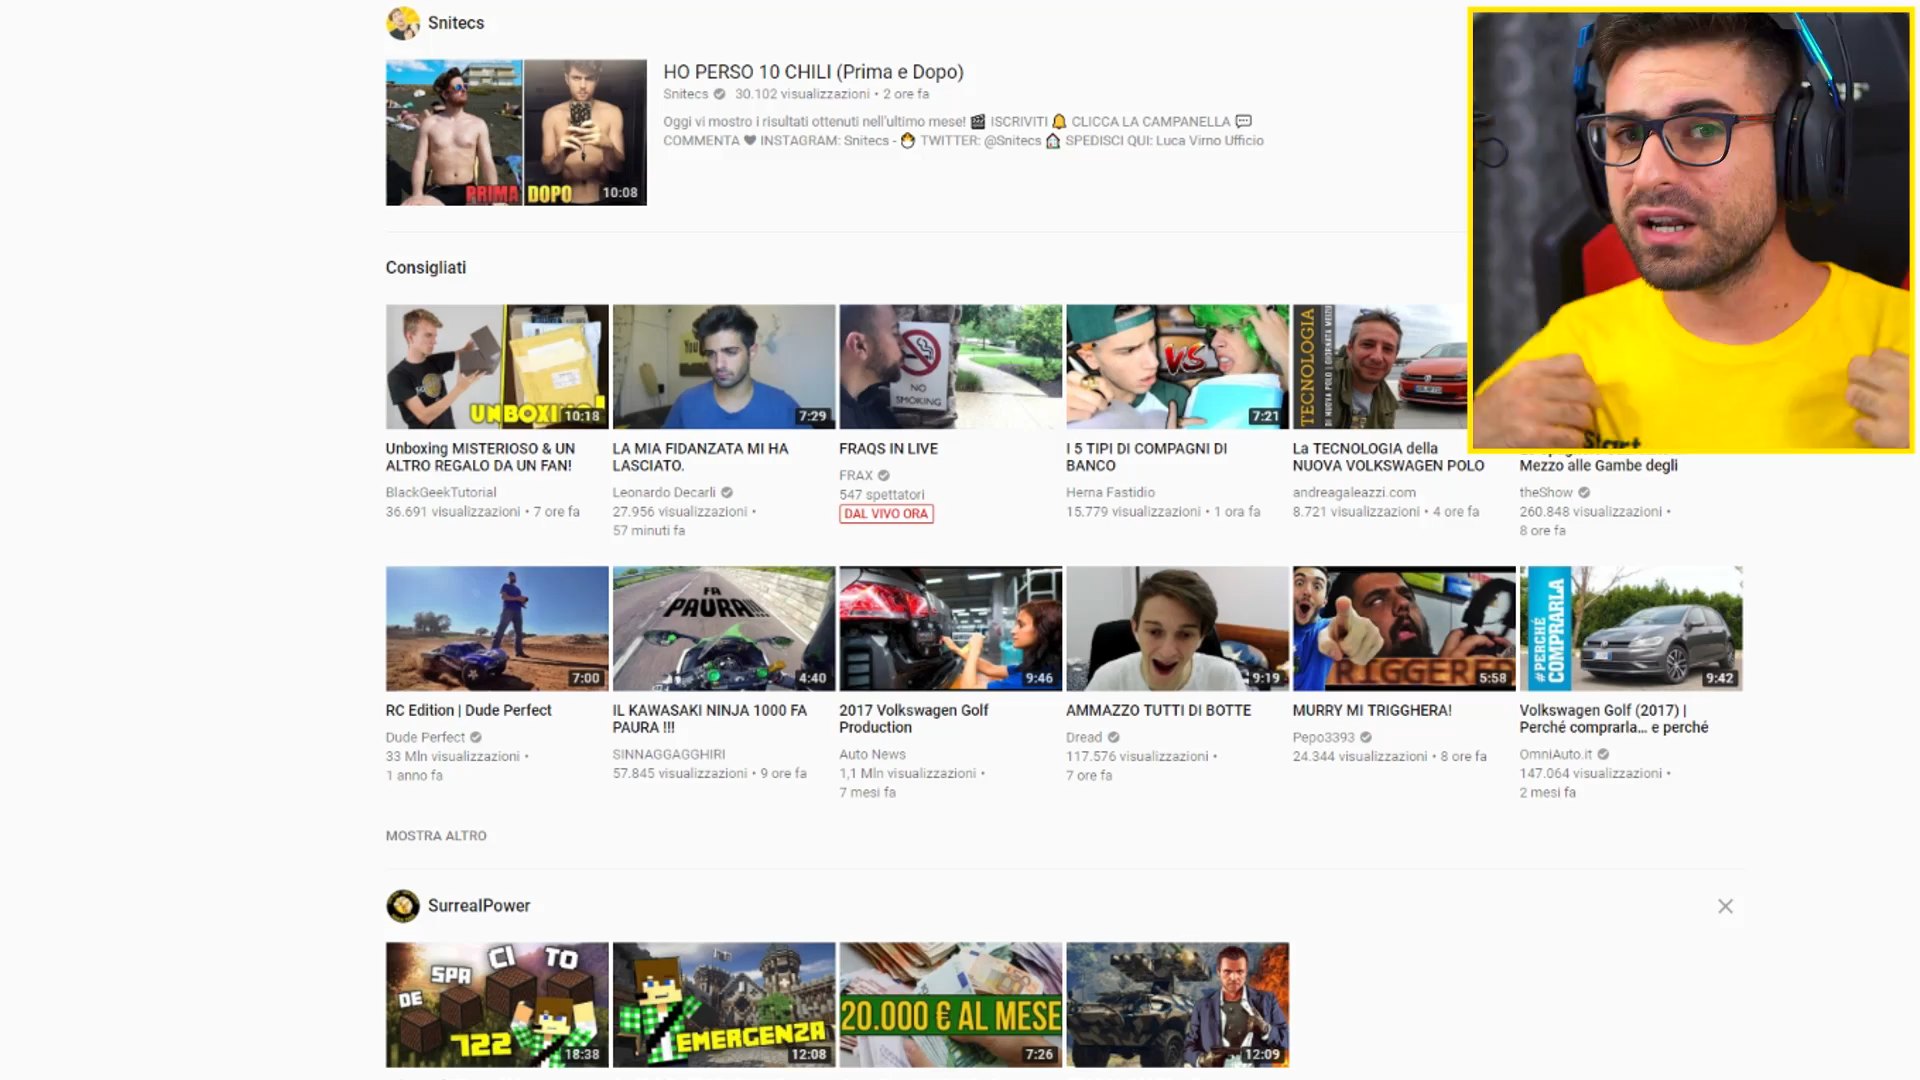 Snitecs
HO PERSO 10 CHILI (Prima e Dopo)
Snitecs 30.102 visualizzazioni • 2 ore fa
Oggi vi mostro i risultati ottenuti nell'ultimo mese! ISCRIVITI CLICCA LA CAMPANELLA
COMMENTA INSTAGRAM: Snitecs - TWITTER: @Snitecs SPEDISCI QUI: Luca Virno Ufficio
PRIMA DOPO 10:08
Consigliati
UNBOXING! 10:18
Unboxing MISTERIOSO & UN
ALTRO REGALO DA UN FAN!
BlackGeekTutorial
36.691 visualizzazioni • 7 ore fa
You
7:29
LA MIA FIDANZATA MI HA
LASCIATO.
Leonardo Decarli
27.956 visualizzazioni •
57 minuti fa
NO
SMOKING
FRAQS IN LIVE
FRAX
547 spettatori
DAL VIVO ORA
VS
7:21
I 5 TIPI DI COMPAGNI DI
BANCO
Herna Fastidio
15.779 visualizzazioni • 1 ora fa
TECNOLOGIA
La TECNOLOGIA della
NUOVA VOLKSWAGEN POLO
andreagaleazzi.com
8.721 visualizzazioni • 4 ore fa
Mezzo alle Gambe degli
theShow
260.848 visualizzazioni •
8 ore fa
7:00
RC Edition | Dude Perfect
Dude Perfect
33 Mln visualizzazioni •
1 anno fa
FA
PAURA!!!
4:40
IL KAWASAKI NINJA 1000 FA
PAURA !!!
SINNAGGAGGHIRI
57.845 visualizzazioni • 9 ore fa
9:46
2017 Volkswagen Golf
Production
Auto News
1,1 Mln visualizzazioni •
7 mesi fa
9:19
AMMAZZO TUTTI DI BOTTE
Dread
117.576 visualizzazioni •
7 ore fa
TRIGGERED
5:58
MURRY MI TRIGGHERA!
Pepo3393
24.344 visualizzazioni • 8 ore fa
#PERCHÉ
COMPRARLA
9:42
Volkswagen Golf (2017) |
Perché comprarla... e perché
OmniAuto.it
147.064 visualizzazioni •
2 mesi fa
MOSTRA ALTRO
SurrealPower
DE SPA CI TO
122
18:38
EMERGENZA
12:08
20.000 € AL MESE
7:26
12:09